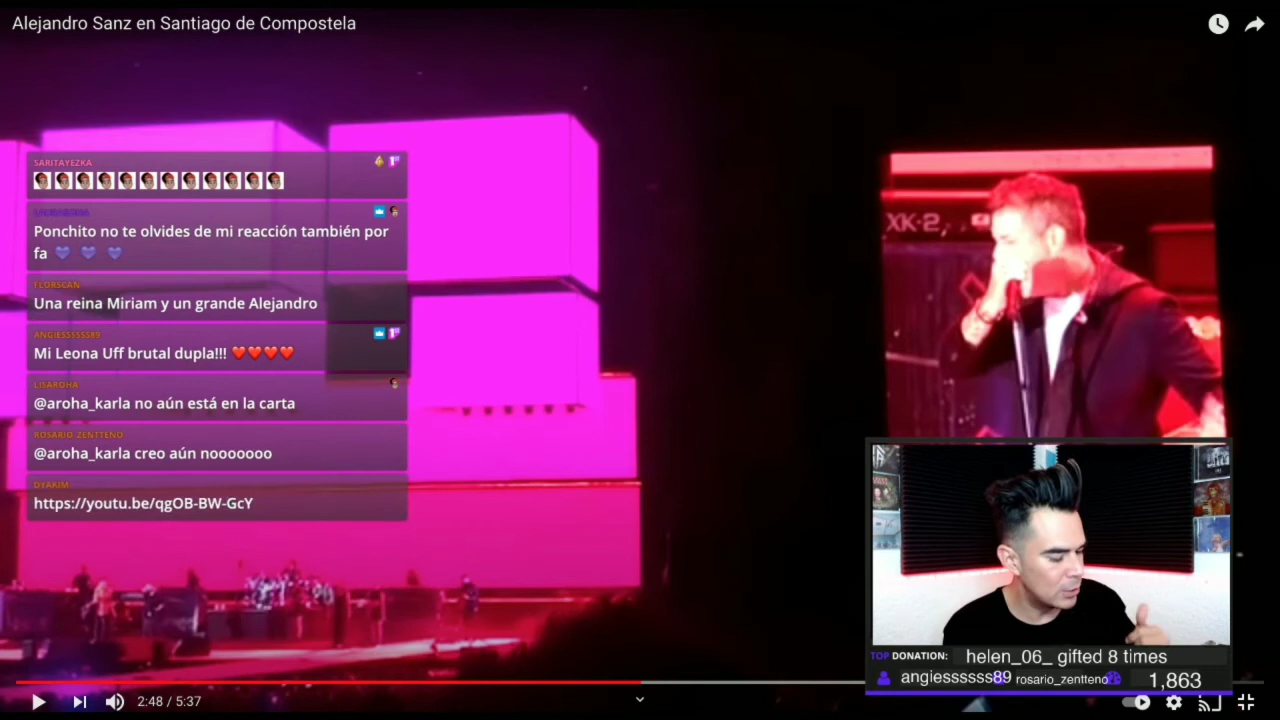 Alejandro Sanz en Santiago de Compostela
SARITAYEZKA
Ponchito no te olvides de mi reacción también por
fa
FLORSCAN
Una reina Miriam y un grande Alejandro
ANGIESSSSSS89
Mi Leona Uff brutal dupla!!!
LISAROHA
@aroha_karla no aún está en la carta
ROSARIO_ZENTTENO
@aroha_karla creo aún nooooooo
DYAKIM
https://youtu.be/qgOB-BW-GcY
XK-2,
TOP DONATION: helen_06_ gifted 8 times
angiessssss89 rosario_zentteno 1,863
2:48 / 5:37